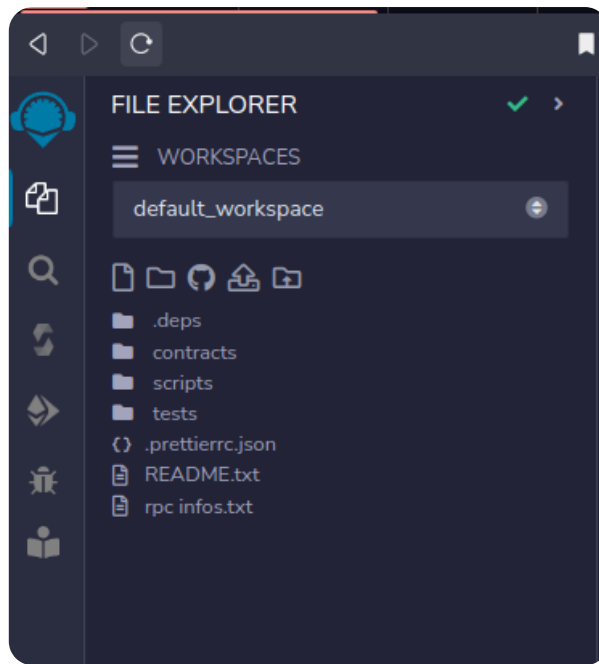 FILE EXPLORER
WORKSPACES
default_workspace
.deps
contracts
scripts
tests
.prettierrc.json
README.txt
rpc infos.txt